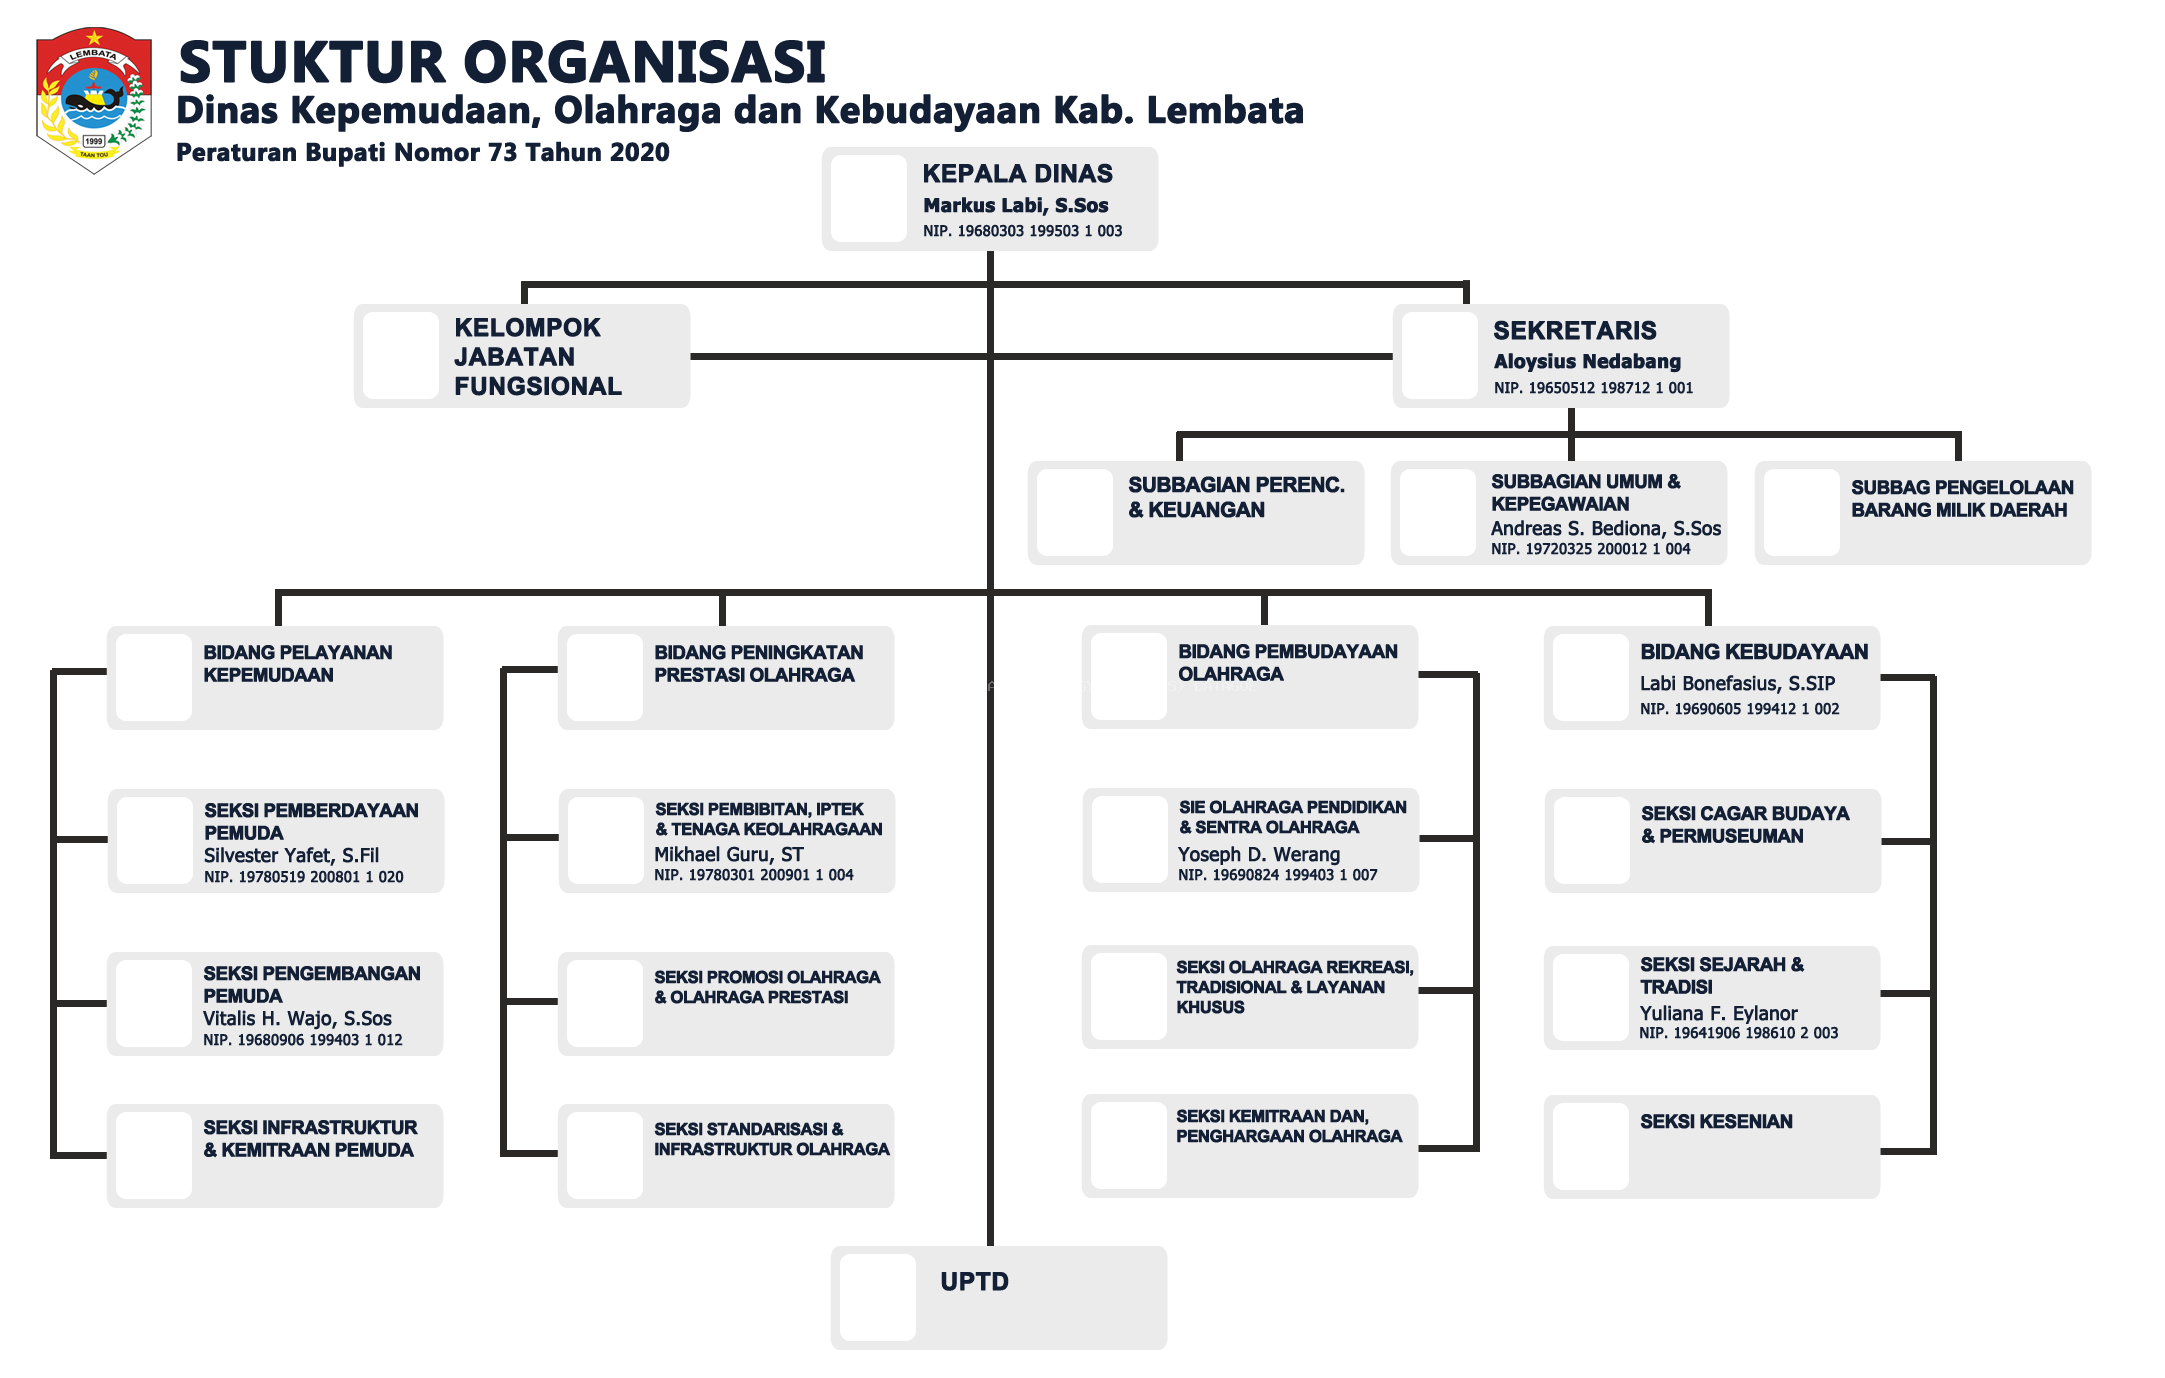 LEMBATA
1999
TAAN TOU
STUKTUR ORGANISASI
Dinas Kepemudaan, Olahraga dan Kebudayaan Kab. Lembata
Peraturan Bupati Nomor 73 Tahun 2020
KEPALA DINAS
Markus Labi, S.Sos
NIP. 19680303 199503 1 003
KELOMPOK
JABATAN
FUNGSIONAL
SEKRETARIS
Aloysius Nedabang
NIP. 19650512 198712 1 001
SUBBAGIAN PERENC.
& KEUANGAN
SUBBAGIAN UMUM &
KEPEGAWAIAN
Andreas S. Bediona, S.Sos
NIP. 19720325 200012 1 004
SUBBAG PENGELOLAAN
BARANG MILIK DAERAH
BIDANG PELAYANAN
KEPEMUDAAN
SEKSI PEMBERDAYAAN
PEMUDA
Silvester Yafet, S.Fil
NIP. 19780519 200801 1 020
SEKSI PENGEMBANGAN
PEMUDA
Vitalis H. Wajo, S.Sos
NIP. 19680906 199403 1 012
SEKSI INFRASTRUKTUR
& KEMITRAAN PEMUDA
BIDANG PENINGKATAN
PRESTASI OLAHRAGA
SEKSI PEMBIBITAN, IPTEK
& TENAGA KEOLAHRAGAAN
Mikhael Guru, ST
NIP. 19780301 200901 1 004
SEKSI PROMOSI OLAHRAGA
& OLAHRAGA PRESTASI
SEKSI STANDARISASI &
INFRASTRUKTUR OLAHRAGA
BIDANG PEMBUDAYAAN
OLAHRAGA
SIE OLAHRAGA PENDIDIKAN
& SENTRA OLAHRAGA
Yoseph D. Werang
NIP. 19690824 199403 1 007
SEKSI OLAHRAGA REKREASI,
TRADISIONAL & LAYANAN
KHUSUS
SEKSI KEMITRAAN DAN,
PENGHARGAAN OLAHRAGA
BIDANG KEBUDAYAAN
Labi Bonefasius, S.SIP
NIP. 19690605 199412 1 002
SEKSI CAGAR BUDAYA
& PERMUSEUMAN
SEKSI SEJARAH &
TRADISI
Yuliana F. Eylanor
NIP. 19641906 198610 2 003
SEKSI KESENIAN
UPTD